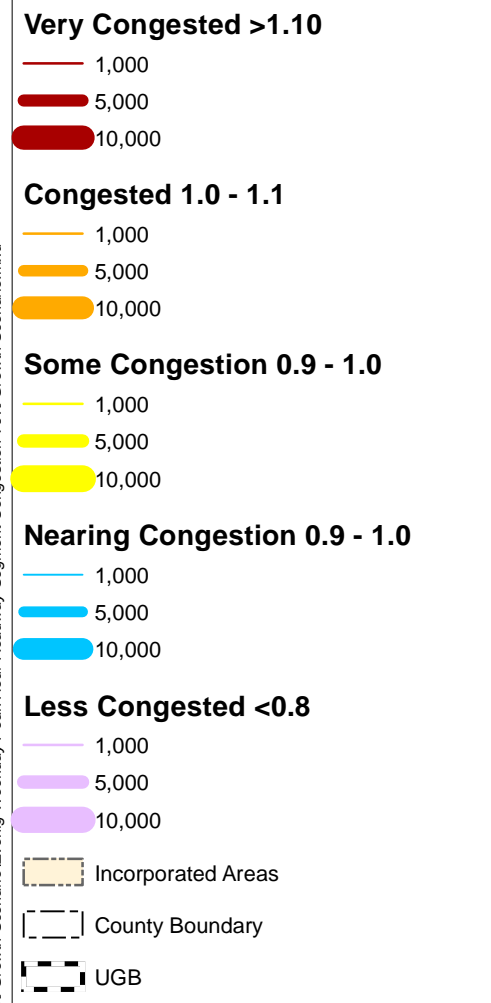 Very Congested >1.10
1,000
5,000
10,000
Congested 1.0 - 1.1
1,000
5,000
10,000
Some Congestion 0.9 - 1.0
1,000
5,000
10,000
Nearing Congestion 0.9 - 1.0
1,000
5,000
10,000
Less Congested <0.8
1,000
5,000
10,000
Incorporated Areas
County Boundary
UGB